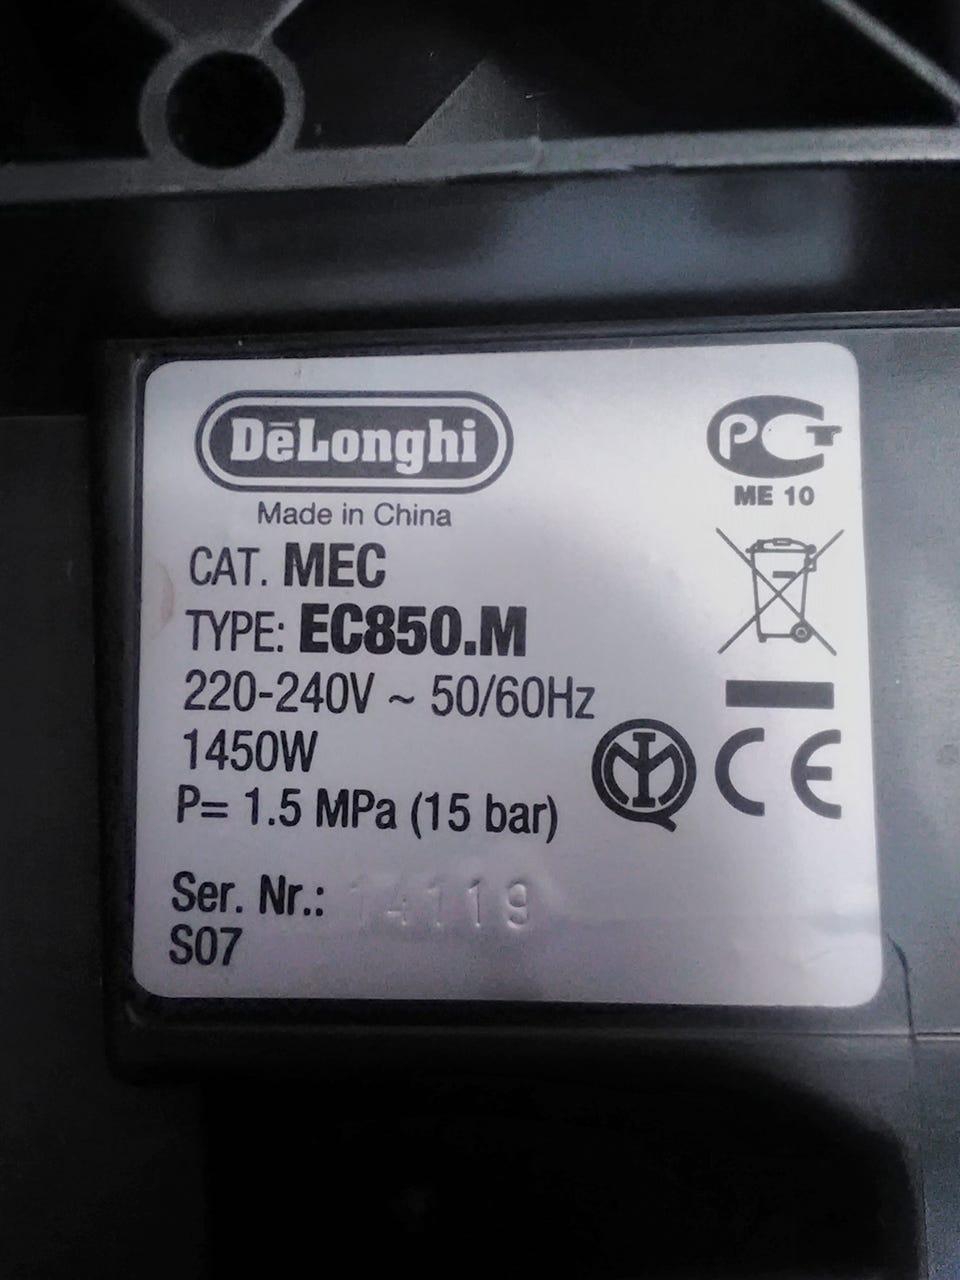 DēLonghi
Made in China
CAT. MEC
TYPE: EC850.M
220-240V ~ 50/60Hz
1450W
P= 1.5 MPa (15 bar)
Ser. Nr.: 14119
S07
PCT
ME 10
IMQ
CE